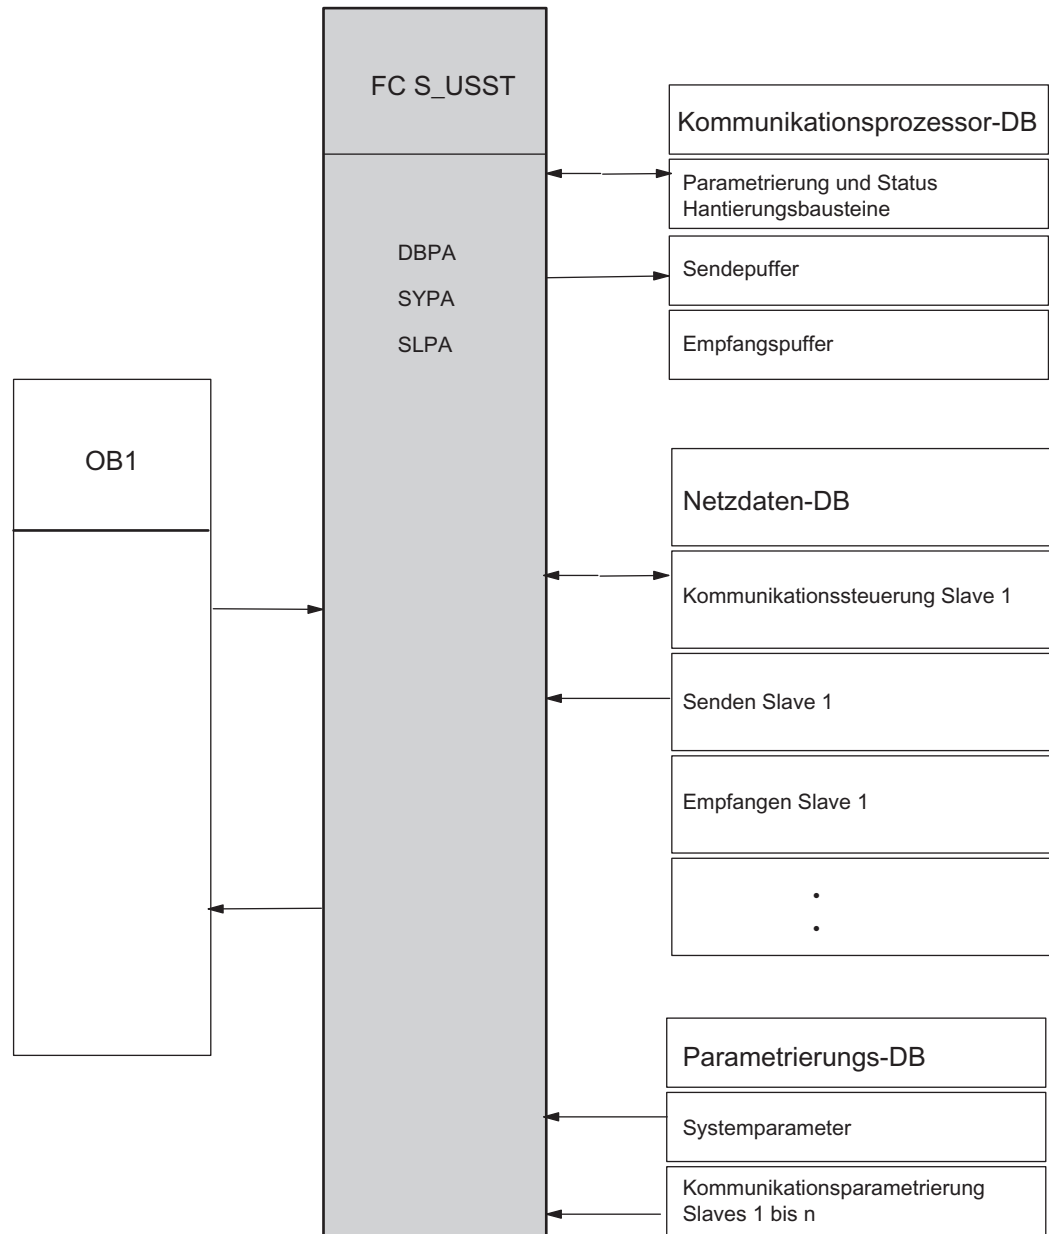 FC S_USST
DBPA
SYPA
SLPA
OB1
Kommunikationsprozessor-DB
Parametrierung und Status
Hantierungsbausteine
Sendepuffer
Empfangspuffer
Netzdaten-DB
Kommunikationssteuerung Slave 1
Senden Slave 1
Empfangen Slave 1
Parametrierungs-DB
Systemparameter
Kommunikationsparametrierung
Slaves 1 bis n